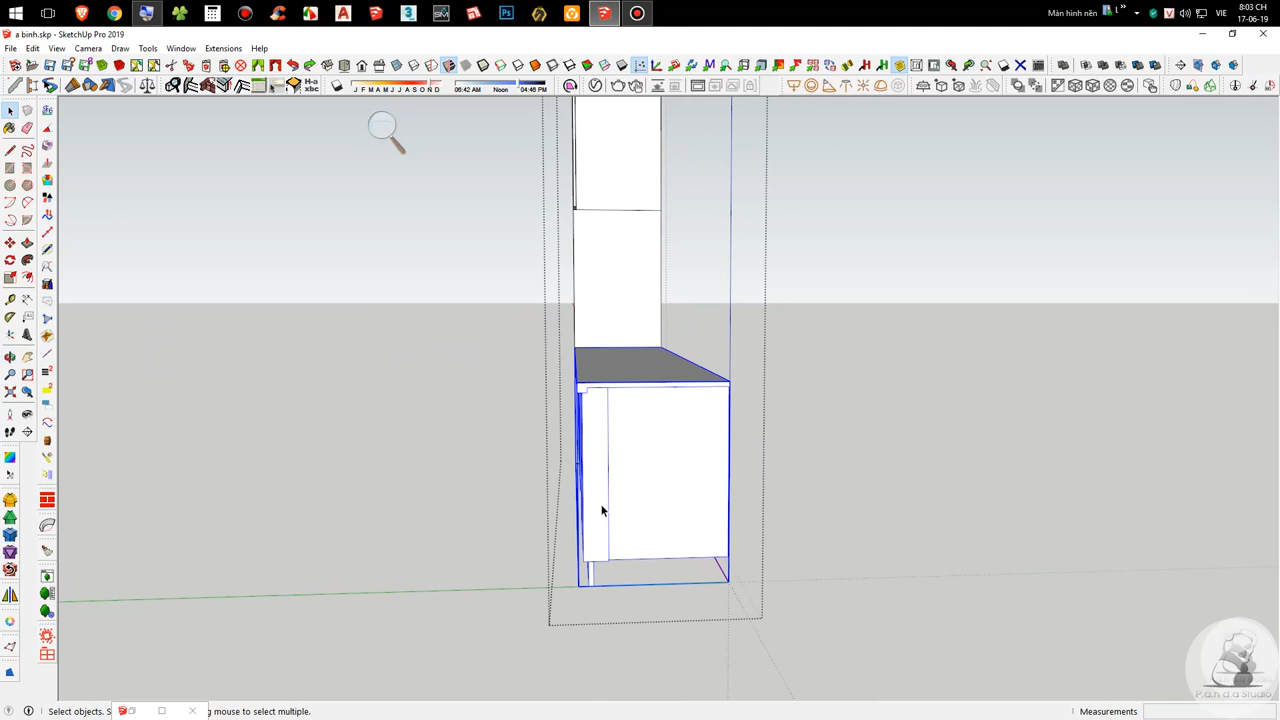 Màn hình nền
VIE
8:03 CH
17-06-19
a binh.skp - SketchUp Pro 2019
File Edit View Camera Draw Tools Window Extensions Help
H-a
xbc
J F M A M J J A S O N D
06:42 AM Noon 04:46 PM
P.a.n.d.a Studio
Select objects. S
g mouse to select multiple.
Measurements